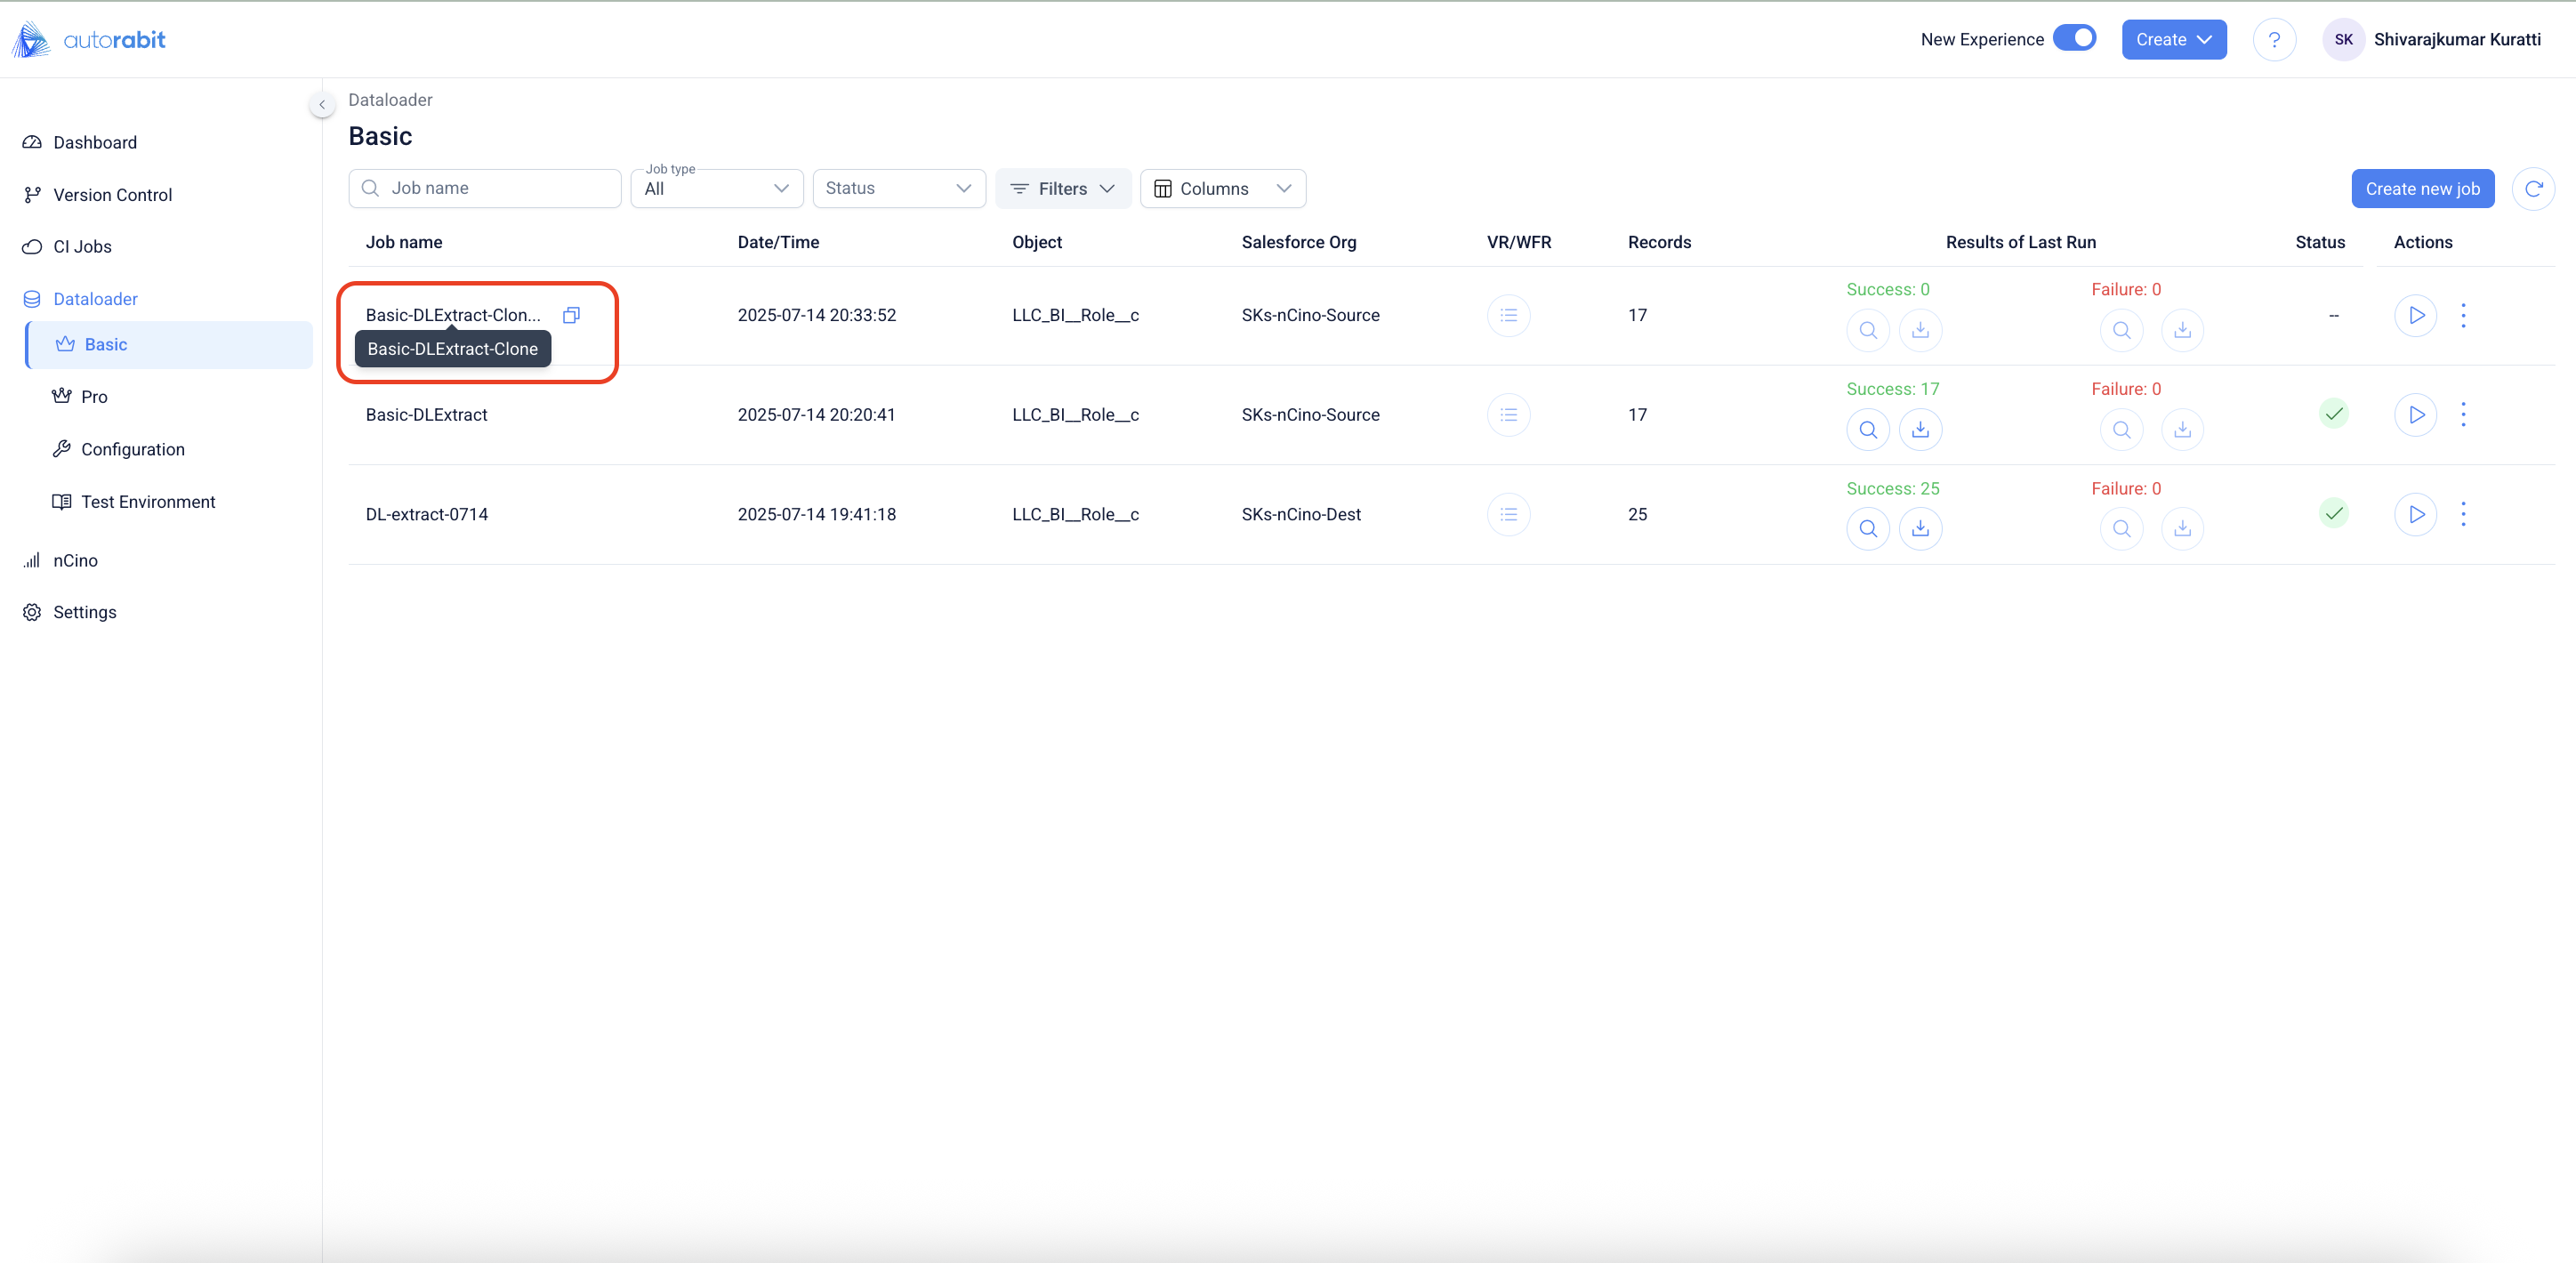 autorabit
New Experience
Create
?
SK
Shivarajkumar Kuratti
Dashboard
Version Control
CI Jobs
Dataloader
Basic
Pro
Configuration
Test Environment
nCino
Settings
Dataloader
Basic
Job name
Job type
All
Status
Filters
Columns
Create new job
Job name Date/Time Object Salesforce Org VR/WFR Records Results of Last Run Status Actions
Basic-DLExtract-Clon... 2025-07-14 20:33:52 LLC_BI__Role__c SKs-nCino-Source 17 Success: 0 Failure: 0 --
Basic-DLExtract-Clone
Basic-DLExtract 2025-07-14 20:20:41 LLC_BI__Role__c SKs-nCino-Source 17 Success: 17 Failure: 0
DL-extract-0714 2025-07-14 19:41:18 LLC_BI__Role__c SKs-nCino-Dest 25 Success: 25 Failure: 0